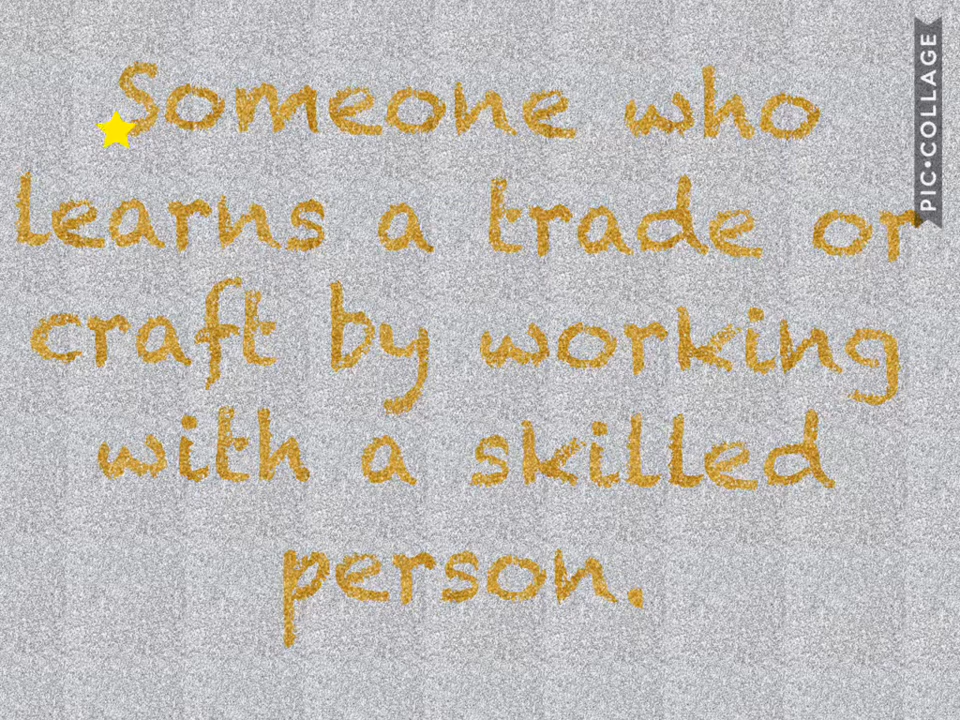 Someone who
learns a trade or
craft by working
with a skilled
person.
PIC•COLLAGE